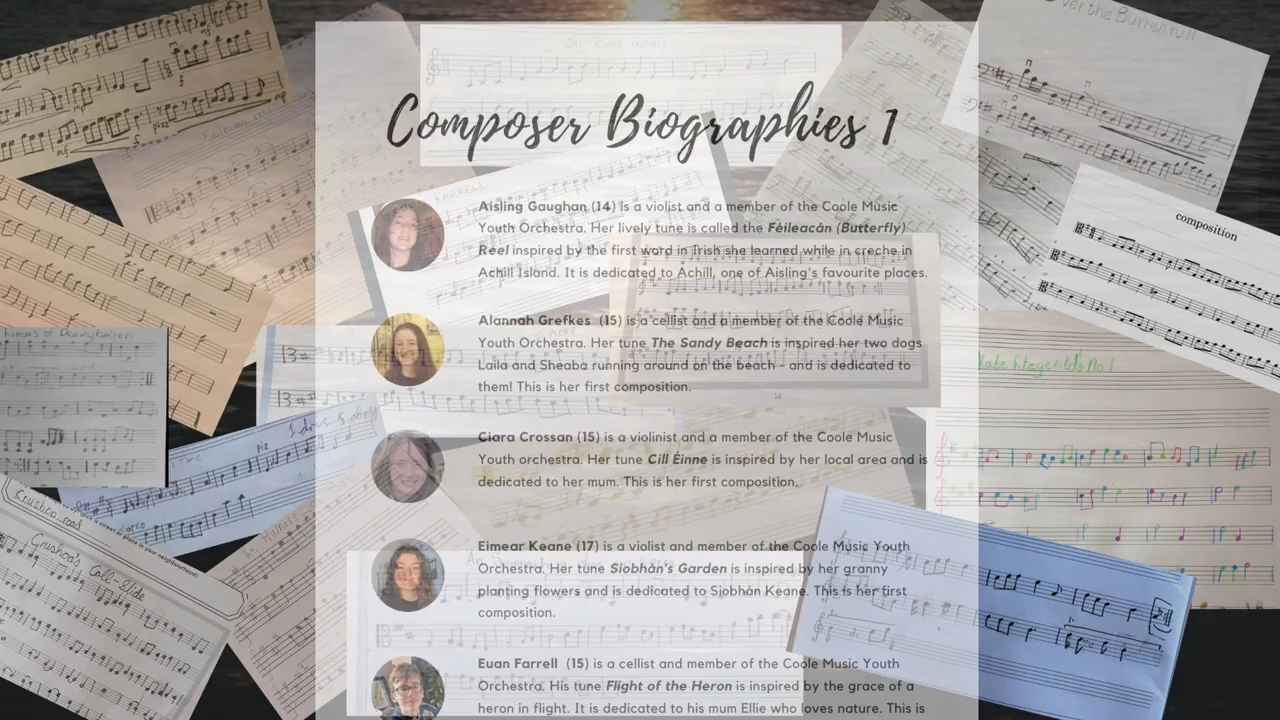 Composer Biographies 1
Aisling Gaughan (14) is a violist and a member of the Coole Music
Youth Orchestra. Her lively tune is called the Féileacán (Butterfly)
Reel inspired by the first word in Irish she learned while in creche in
Achill Island. It is dedicated to Achill, one of Aisling's favourite places.
Alannah Grefkes (15) is a cellist and a member of the Coole Music
Youth Orchestra. Her tune The Sandy Beach is inspired her two dogs
Laila and Sheaba running around on the beach - and is dedicated to
them! This is her first composition.
Ciara Crossan (15) is a violinist and a member of the Coole Music
Youth orchestra. Her tune Cill Éinne is inspired by her local area and is
dedicated to her mum. This is her first composition.
Eimear Keane (17) is a violist and member of the Coole Music Youth
Orchestra. Her tune Siobhán's Garden is inspired by her granny
planting flowers and is dedicated to Siobhán Keane. This is her first
composition.
Euan Farrell (15) is a cellist and member of the Coole Music Youth
Orchestra. His tune Flight of the Heron is inspired by the grace of a
heron in flight. It is dedicated to his mum Ellie who loves nature. This is
over the Burren null
composition
Kate Fitzgerald's No 1
Grushoa's
Coll-Slide
FARRELL